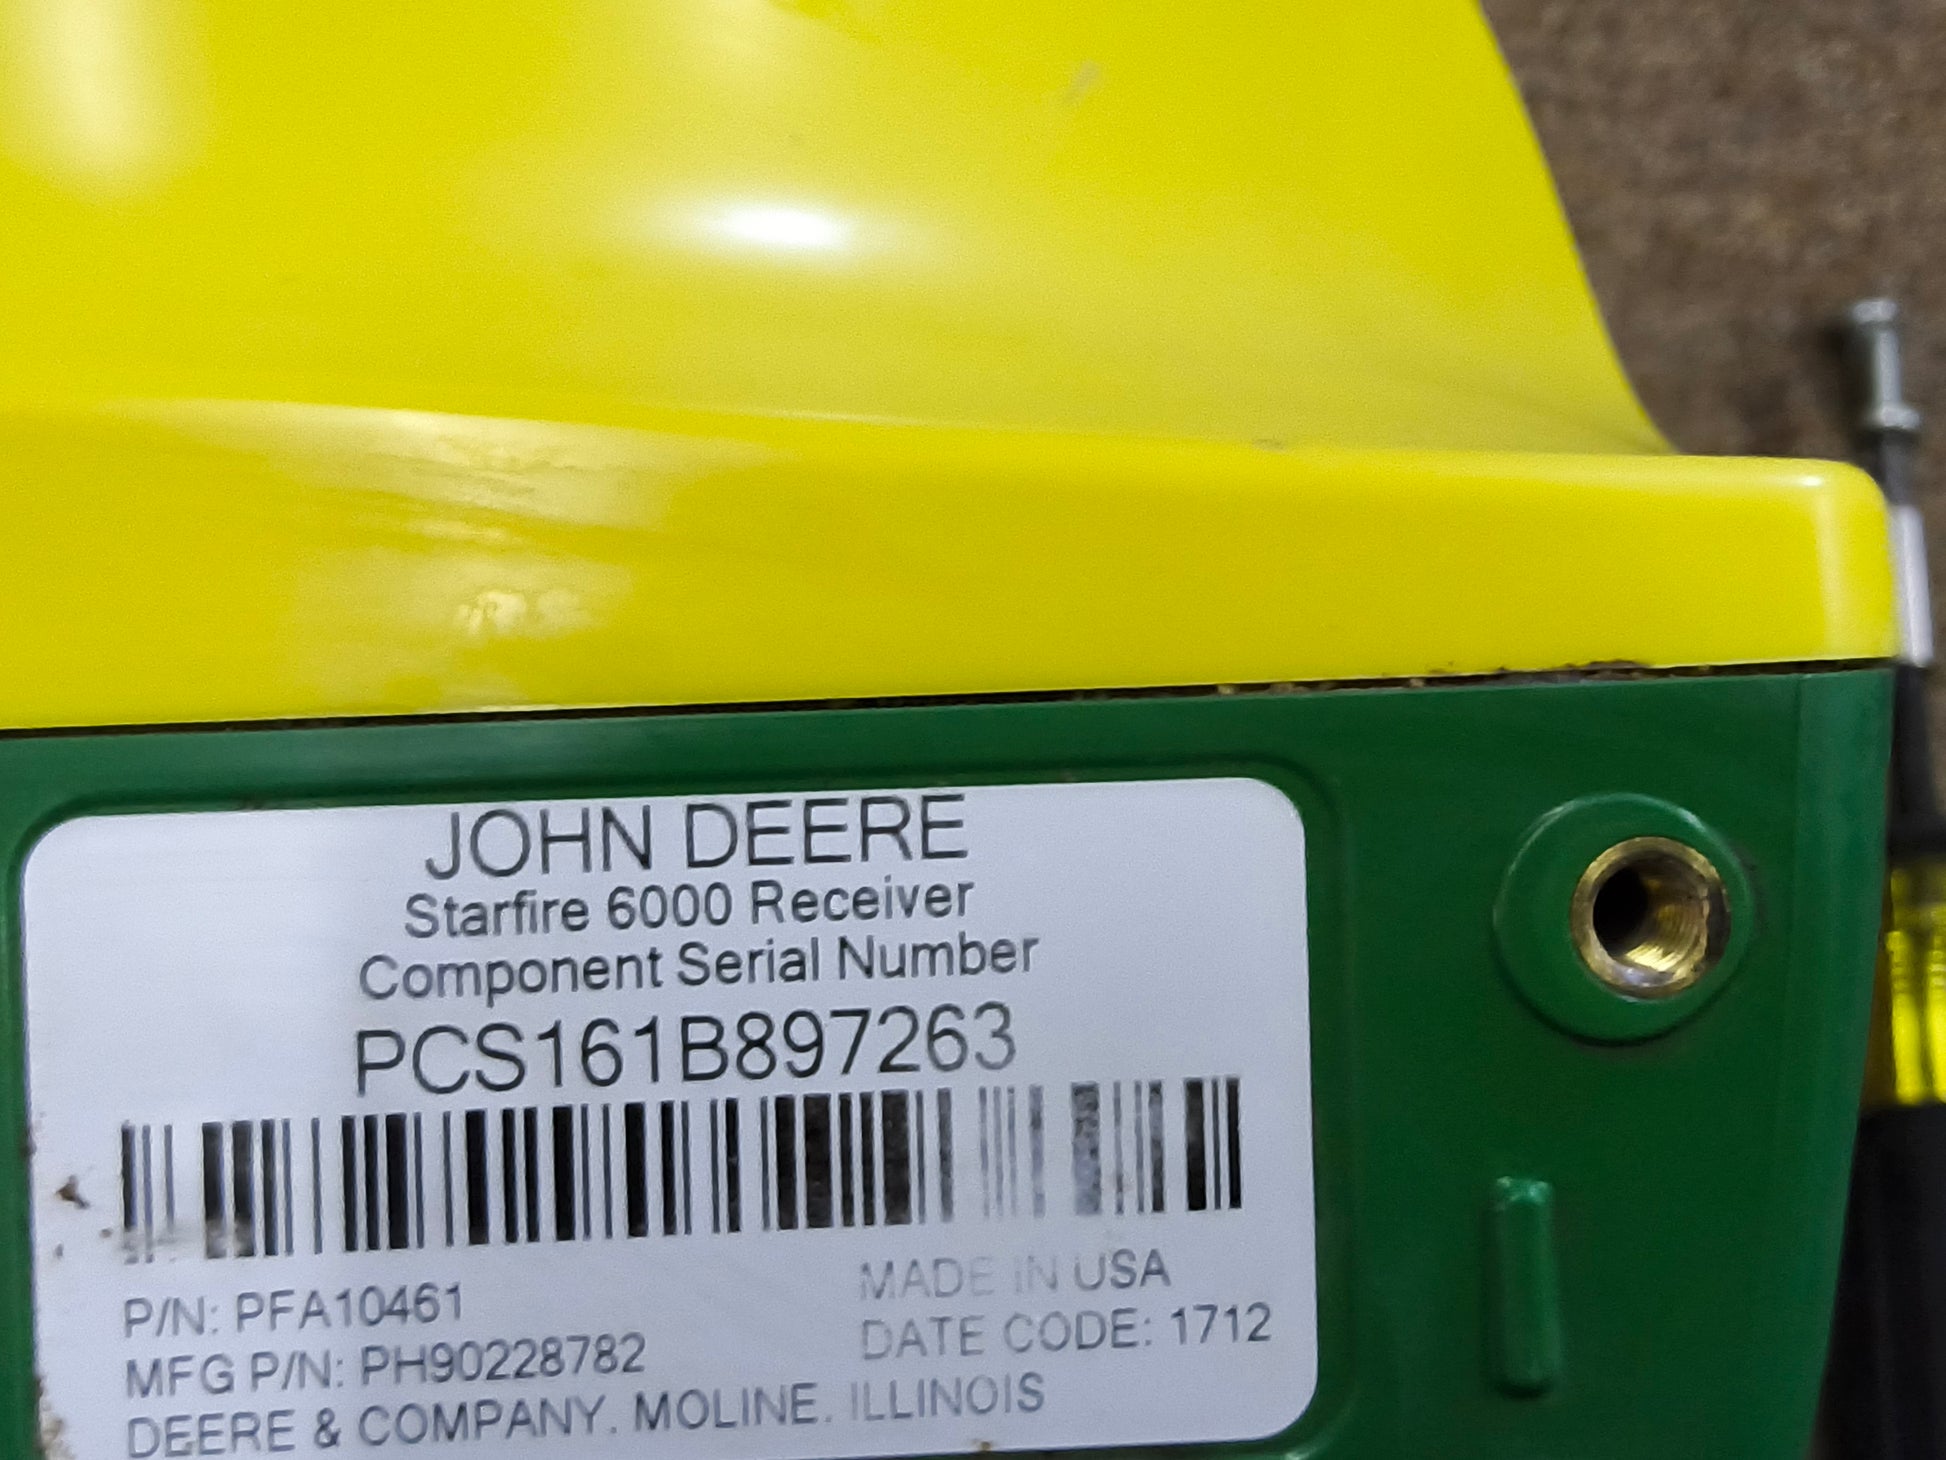 JOHN DEERE
Starfire 6000 Receiver
Component Serial Number
PCS161B897263
P/N: PFA10461
MFG P/N: PH90228782
MADE IN USA
DATE CODE: 1712
DEERE & COMPANY. MOLINE. ILLINOIS